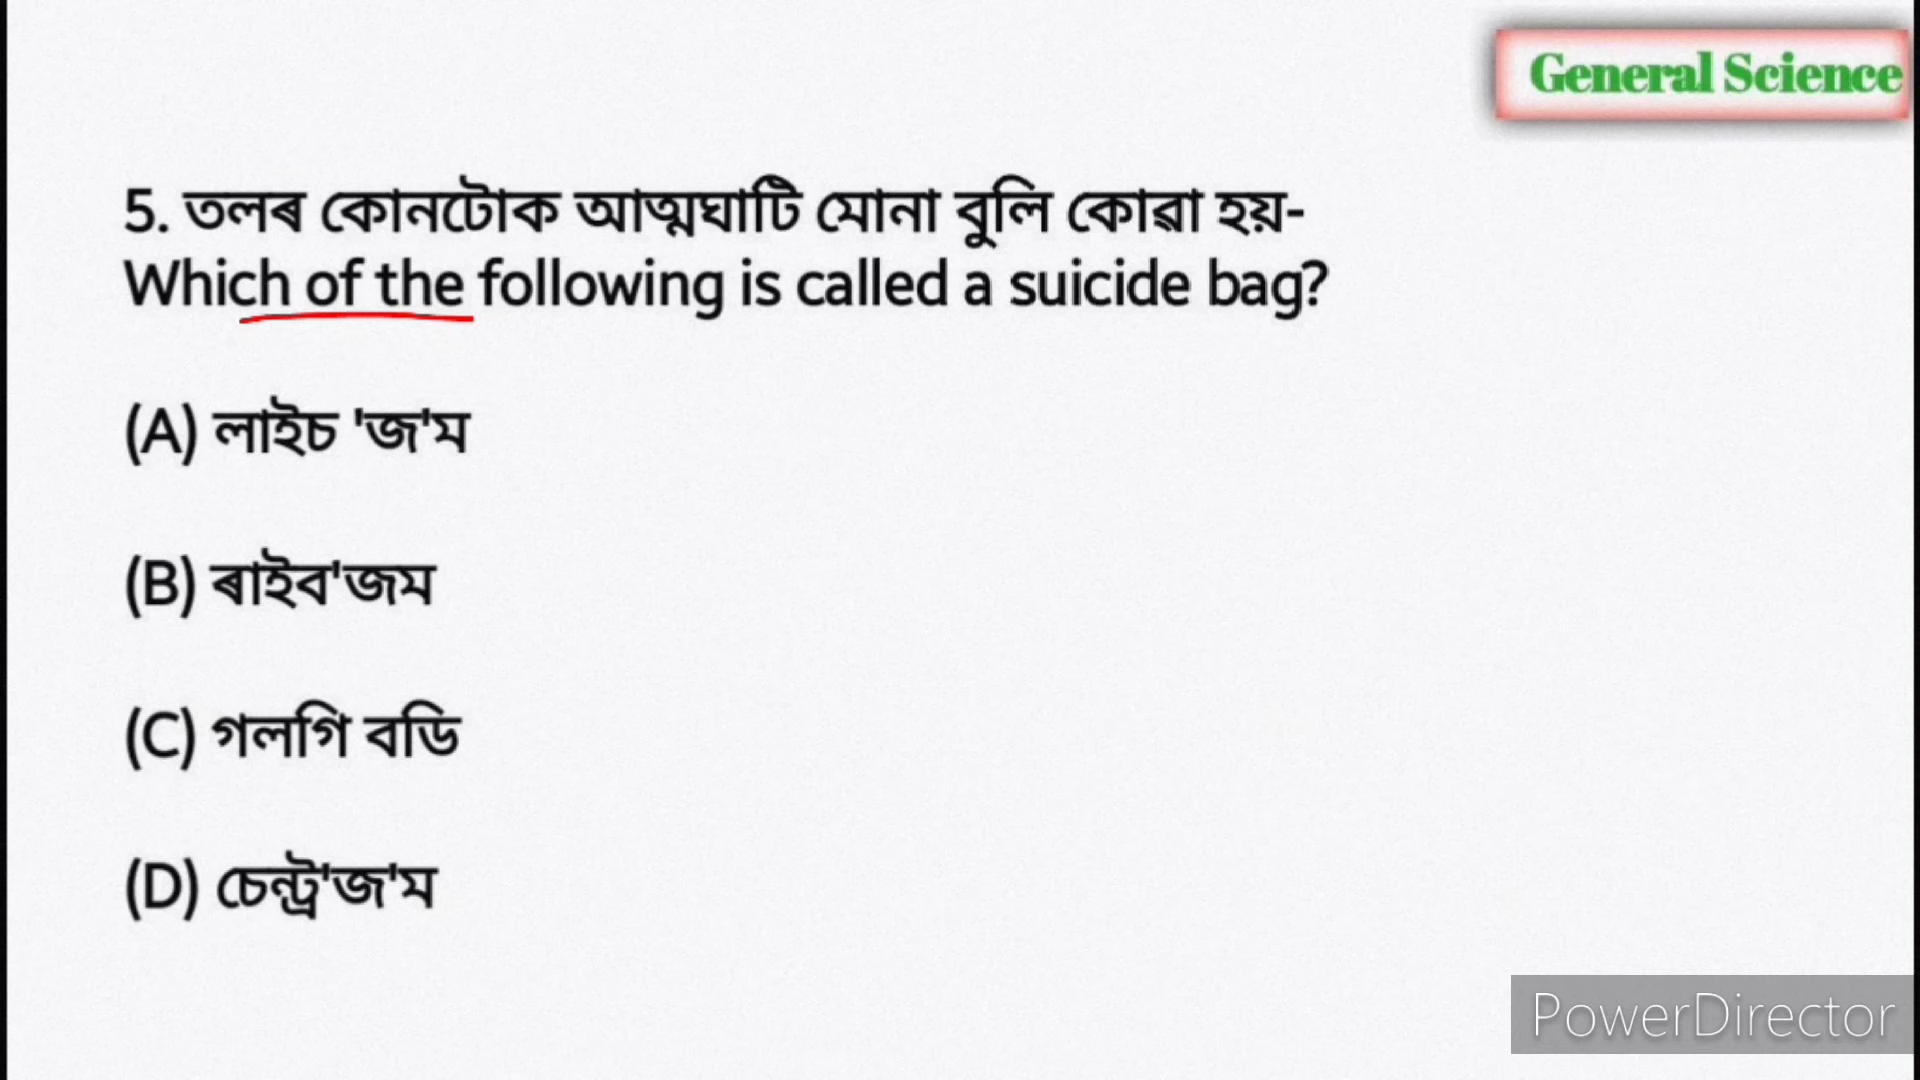 General Science
5. তলৰ কোনটোক আত্মঘাটি মোনা বুলি কোৱা হয়-
Which of the following is called a suicide bag?
(A) লাইচ 'জ'ম
(B) ৰাইব'জম
(C) গলগি বডি
(D) চেন্ট্ৰ'জ'ম
PowerDirector